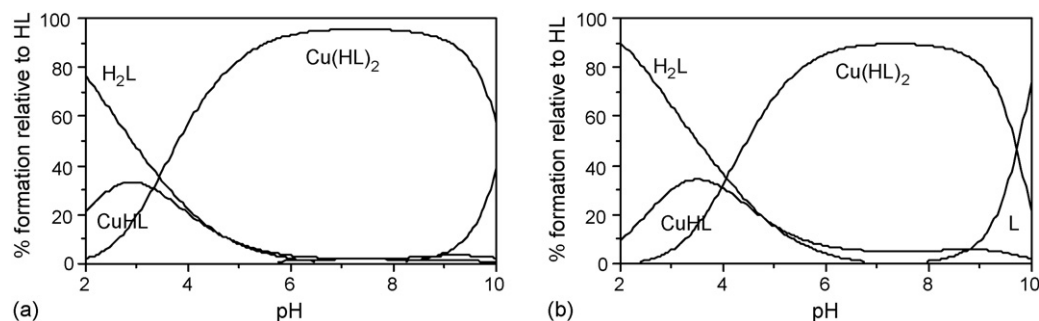 100
80
60
40
20
0
% formation relative to HL
H₂L
CuHL
Cu(HL)₂
2
4
6
8
10
pH
(a)
100
80
60
40
20
0
% formation relative to HL
H₂L
CuHL
Cu(HL)₂
L
2
4
6
8
10
pH
(b)